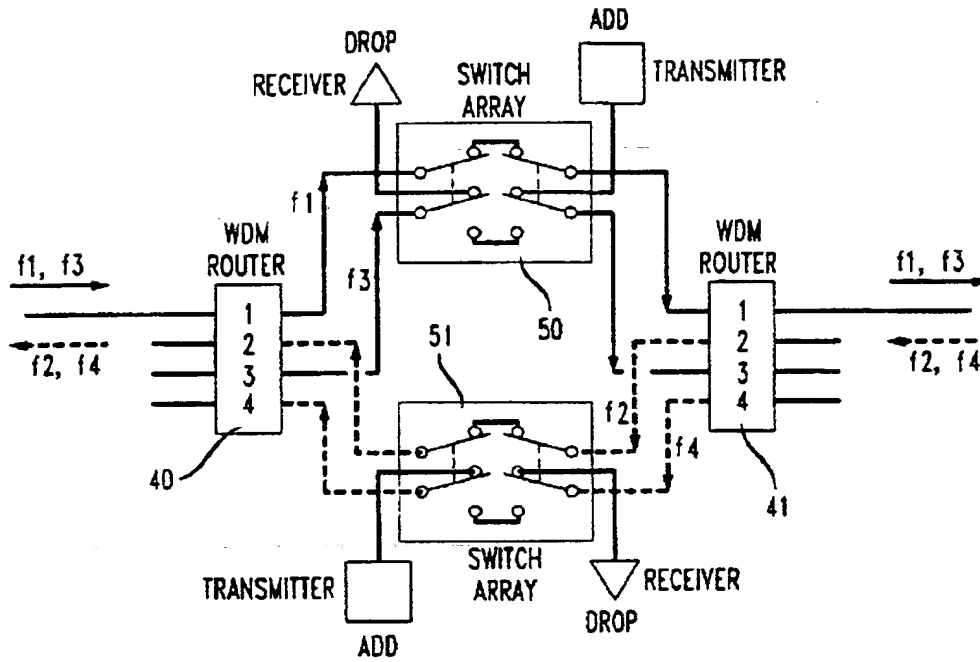 ADD
DROP
RECEIVER
TRANSMITTER
SWITCH
ARRAY
f1
WDM
ROUTER
WDM
ROUTER
f1, f3
f3
f1, f3
50
1
2
3
4
1
2
3
4
f2, f4
51
f2
f2, f4
f4
40
41
TRANSMITTER
SWITCH
ARRAY
RECEIVER
ADD
DROP